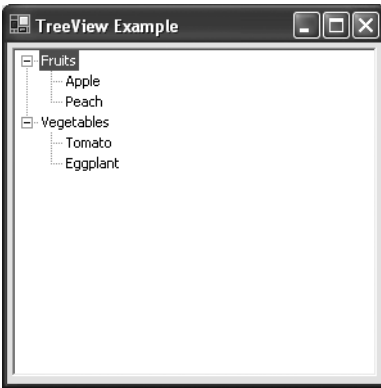 TreeView Example
Fruits
Apple
Peach
Vegetables
Tomato
Eggplant